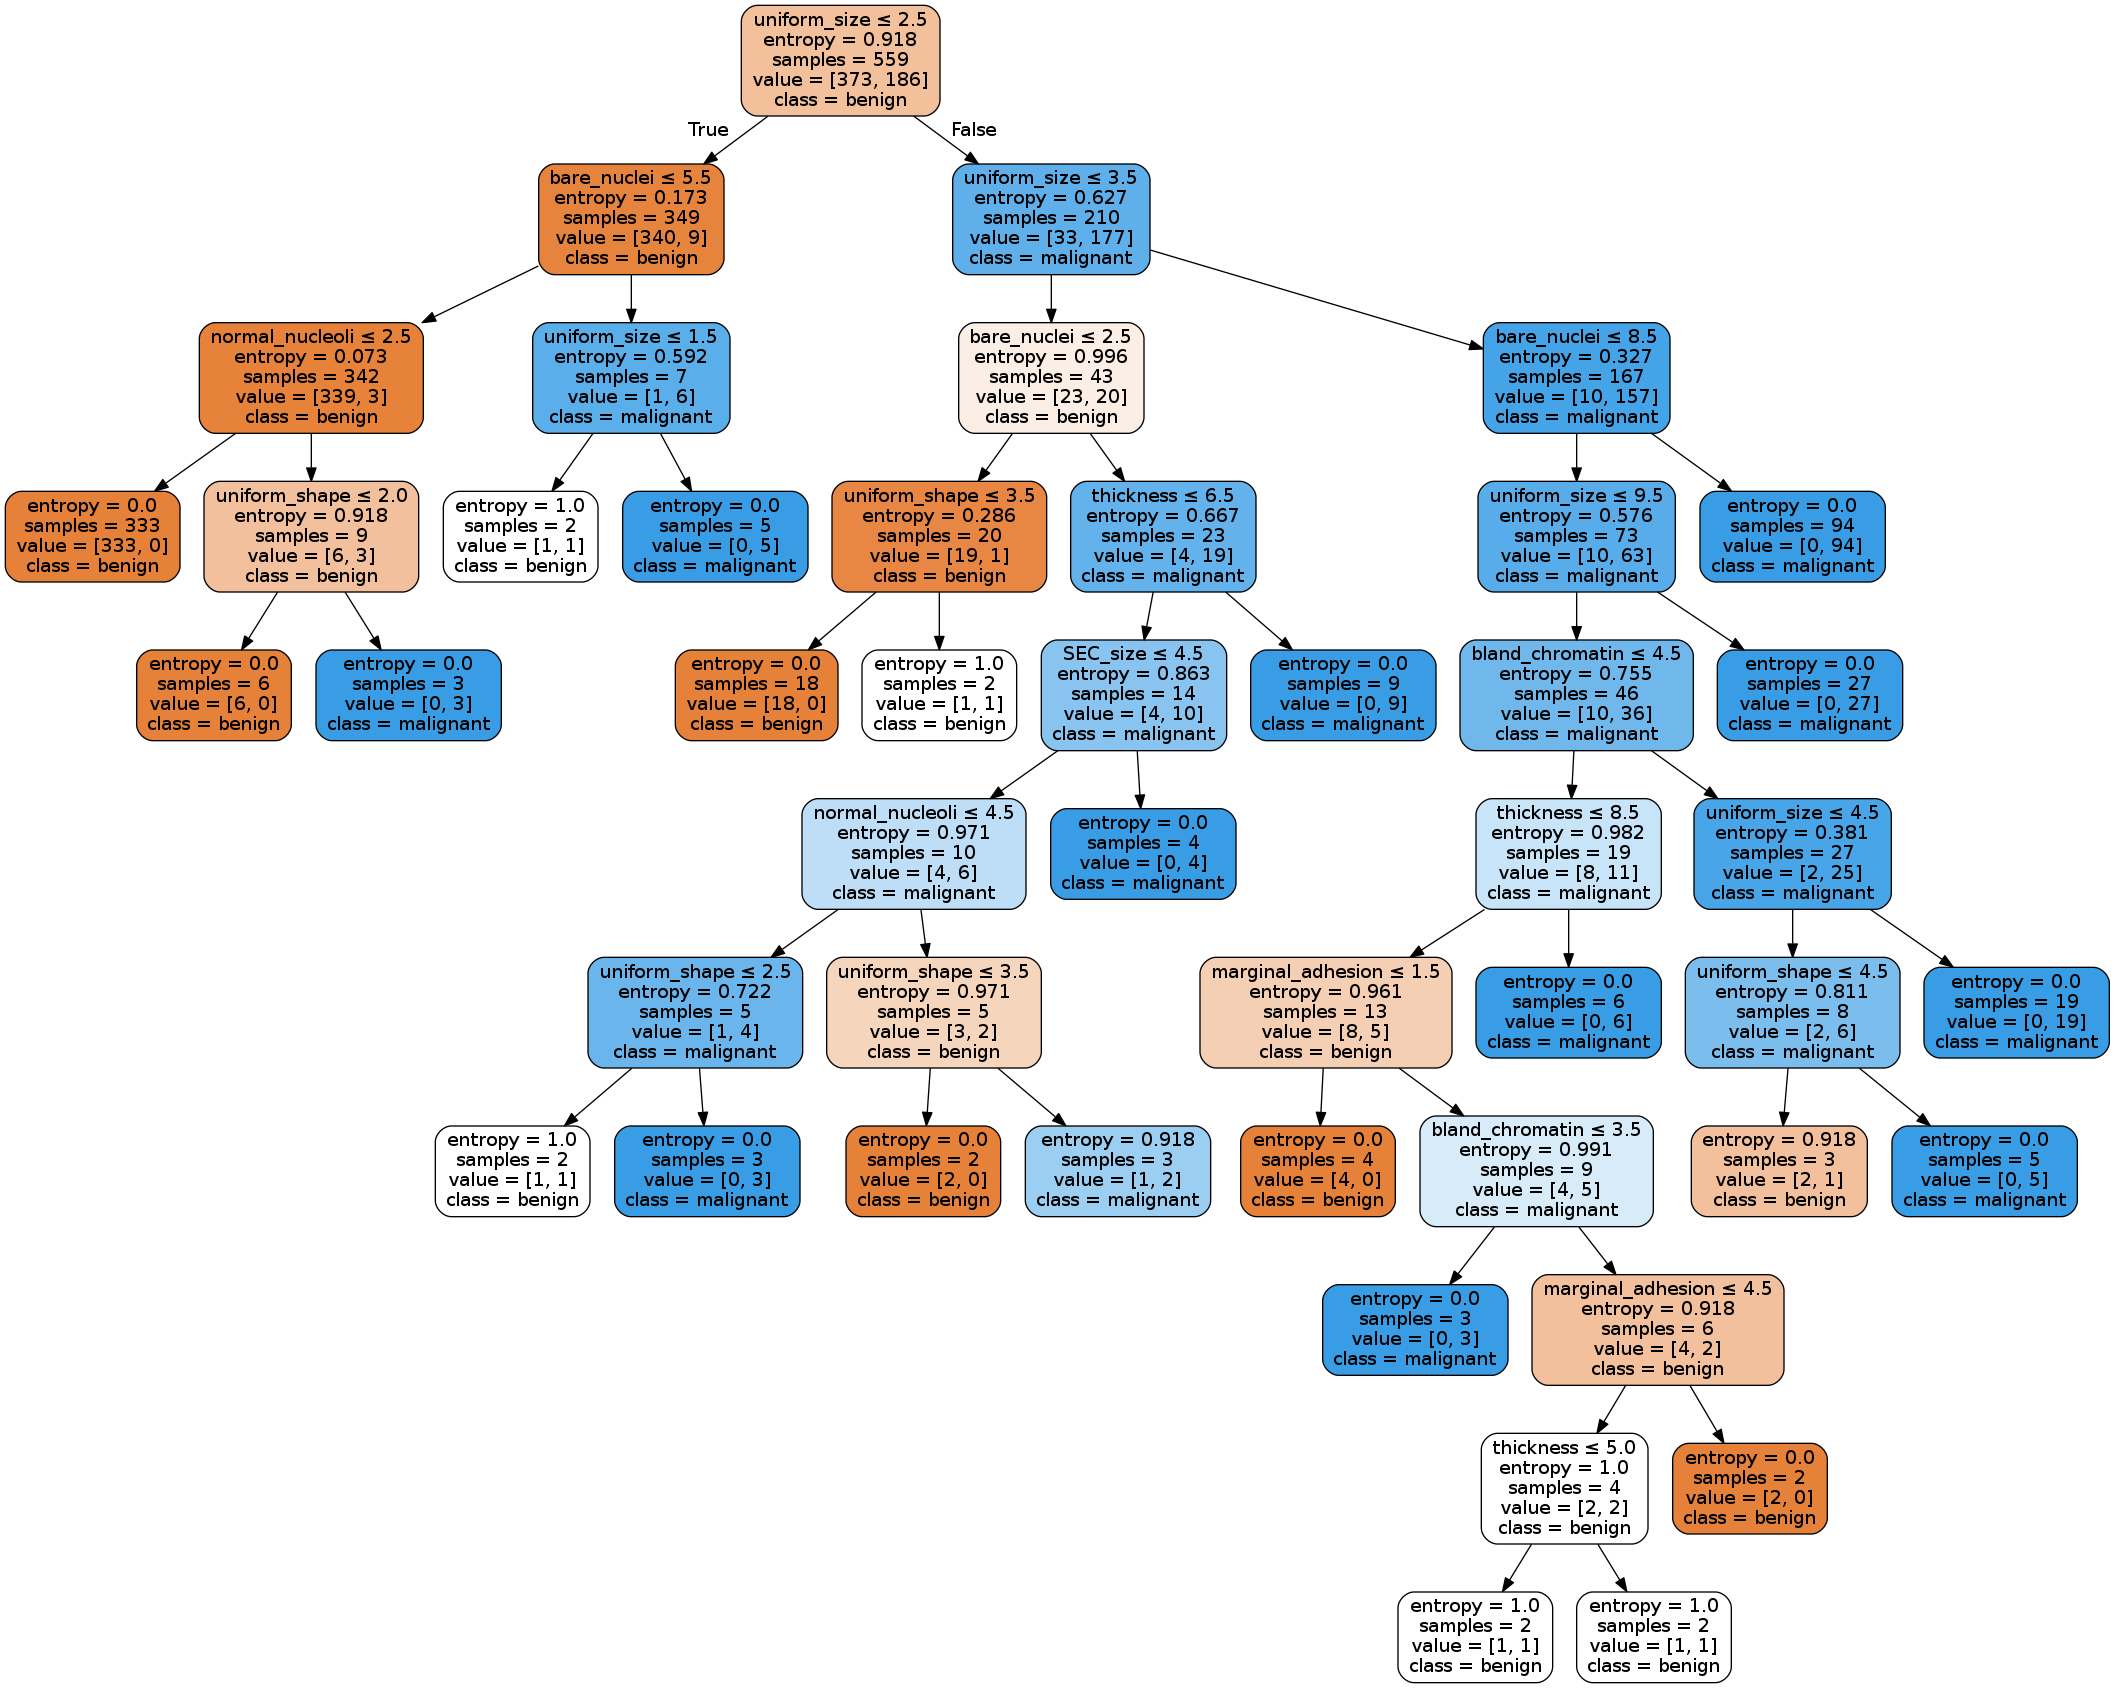 uniform_size ≤ 2.5
entropy = 0.918
samples = 559
value = [373, 186]
class = benign
True
False
bare_nuclei ≤ 5.5
entropy = 0.173
samples = 349
value = [340, 9]
class = benign
uniform_size ≤ 3.5
entropy = 0.627
samples = 210
value = [33, 177]
class = malignant
normal_nucleoli ≤ 2.5
entropy = 0.073
samples = 342
value = [339, 3]
class = benign
uniform_size ≤ 1.5
entropy = 0.592
samples = 7
value = [1, 6]
class = malignant
bare_nuclei ≤ 2.5
entropy = 0.996
samples = 43
value = [23, 20]
class = benign
bare_nuclei ≤ 8.5
entropy = 0.327
samples = 167
value = [10, 157]
class = malignant
entropy = 0.0
samples = 333
value = [333, 0]
class = benign
uniform_shape ≤ 2.0
entropy = 0.918
samples = 9
value = [6, 3]
class = benign
entropy = 1.0
samples = 2
value = [1, 1]
class = benign
entropy = 0.0
samples = 5
value = [0, 5]
class = malignant
uniform_shape ≤ 3.5
entropy = 0.286
samples = 20
value = [19, 1]
class = benign
thickness ≤ 6.5
entropy = 0.667
samples = 23
value = [4, 19]
class = malignant
uniform_size ≤ 9.5
entropy = 0.576
samples = 73
value = [10, 63]
class = malignant
entropy = 0.0
samples = 94
value = [0, 94]
class = malignant
entropy = 0.0
samples = 6
value = [6, 0]
class = benign
entropy = 0.0
samples = 3
value = [0, 3]
class = malignant
entropy = 0.0
samples = 18
value = [18, 0]
class = benign
entropy = 1.0
samples = 2
value = [1, 1]
class = benign
SEC_size ≤ 4.5
entropy = 0.863
samples = 14
value = [4, 10]
class = malignant
entropy = 0.0
samples = 9
value = [0, 9]
class = malignant
bland_chromatin ≤ 4.5
entropy = 0.755
samples = 46
value = [10, 36]
class = malignant
entropy = 0.0
samples = 27
value = [0, 27]
class = malignant
normal_nucleoli ≤ 4.5
entropy = 0.971
samples = 10
value = [4, 6]
class = malignant
entropy = 0.0
samples = 4
value = [0, 4]
class = malignant
thickness ≤ 8.5
entropy = 0.982
samples = 19
value = [8, 11]
class = malignant
uniform_size ≤ 4.5
entropy = 0.381
samples = 27
value = [2, 25]
class = malignant
uniform_shape ≤ 2.5
entropy = 0.722
samples = 5
value = [1, 4]
class = malignant
uniform_shape ≤ 3.5
entropy = 0.971
samples = 5
value = [3, 2]
class = benign
marginal_adhesion ≤ 1.5
entropy = 0.961
samples = 13
value = [8, 5]
class = benign
entropy = 0.0
samples = 6
value = [0, 6]
class = malignant
uniform_shape ≤ 4.5
entropy = 0.811
samples = 8
value = [2, 6]
class = malignant
entropy = 0.0
samples = 19
value = [0, 19]
class = malignant
entropy = 1.0
samples = 2
value = [1, 1]
class = benign
entropy = 0.0
samples = 3
value = [0, 3]
class = malignant
entropy = 0.0
samples = 2
value = [2, 0]
class = benign
entropy = 0.918
samples = 3
value = [1, 2]
class = malignant
entropy = 0.0
samples = 4
value = [4, 0]
class = benign
bland_chromatin ≤ 3.5
entropy = 0.991
samples = 9
value = [4, 5]
class = malignant
entropy = 0.918
samples = 3
value = [2, 1]
class = benign
entropy = 0.0
samples = 5
value = [0, 5]
class = malignant
entropy = 0.0
samples = 3
value = [0, 3]
class = malignant
marginal_adhesion ≤ 4.5
entropy = 0.918
samples = 6
value = [4, 2]
class = benign
thickness ≤ 5.0
entropy = 1.0
samples = 4
value = [2, 2]
class = benign
entropy = 0.0
samples = 2
value = [2, 0]
class = benign
entropy = 1.0
samples = 2
value = [1, 1]
class = benign
entropy = 1.0
samples = 2
value = [1, 1]
class = benign